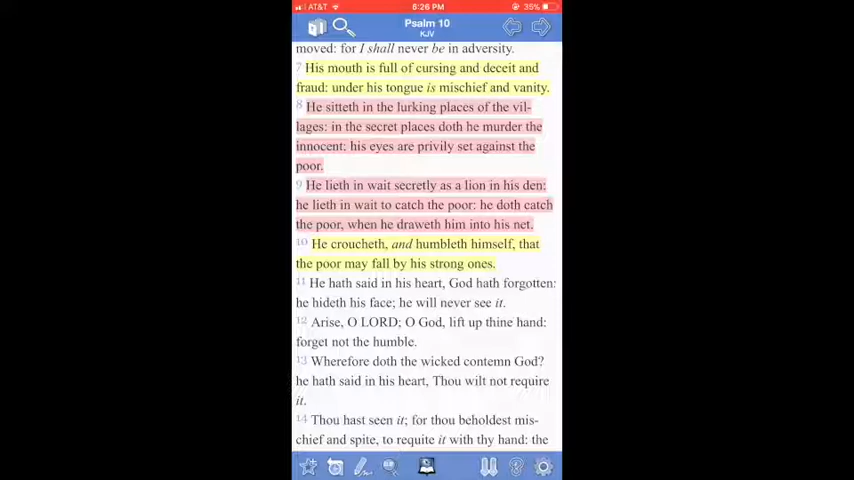 AT&T 6:26 PM 35%
Psalm 10
KJV
moved: for I shall never be in adversity.
7 His mouth is full of cursing and deceit and
fraud: under his tongue is mischief and vanity.
8 He sitteth in the lurking places of the vil-
lages: in the secret places doth he murder the
innocent: his eyes are privily set against the
poor.
9 He lieth in wait secretly as a lion in his den:
he lieth in wait to catch the poor: he doth catch
the poor, when he draweth him into his net.
10 He croucheth, and humbleth himself, that
the poor may fall by his strong ones.
11 He hath said in his heart, God hath forgotten:
he hideth his face; he will never see it.
12 Arise, O LORD; O God, lift up thine hand:
forget not the humble.
13 Wherefore doth the wicked contemn God?
he hath said in his heart, Thou wilt not require
it.
14 Thou hast seen it; for thou beholdest mis-
chief and spite, to requite it with thy hand: the